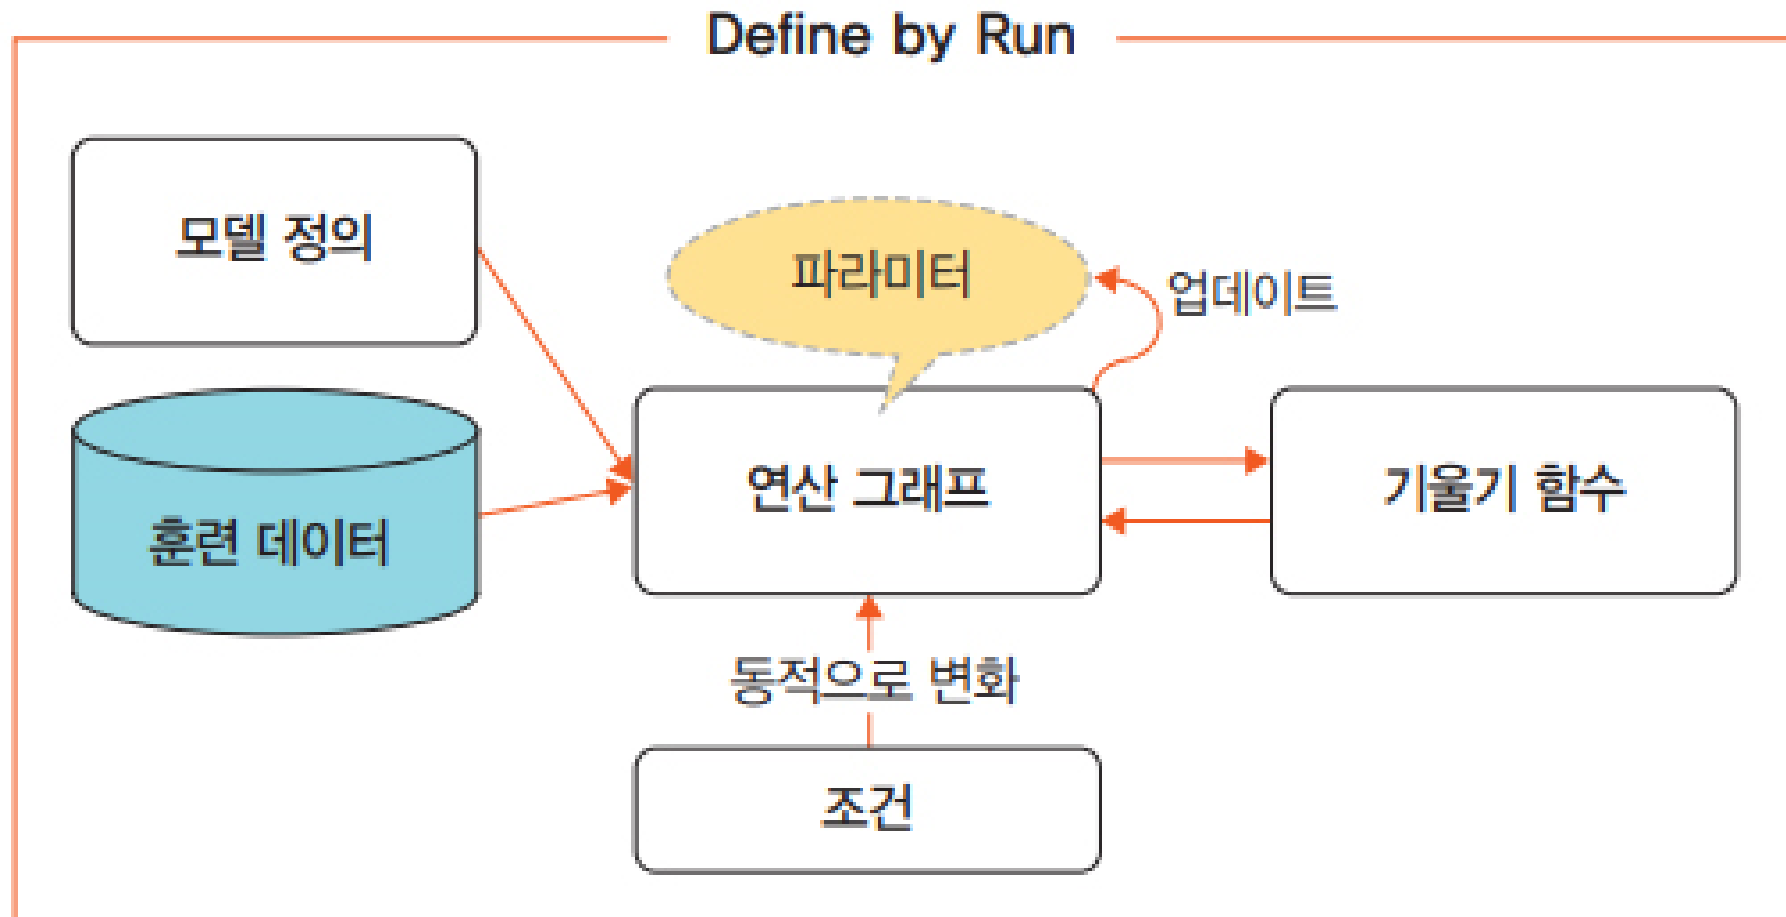 Define by Run
모델 정의
파라미터
업데이트
훈련 데이터
연산 그래프
기울기 함수
동적으로 변화
조건